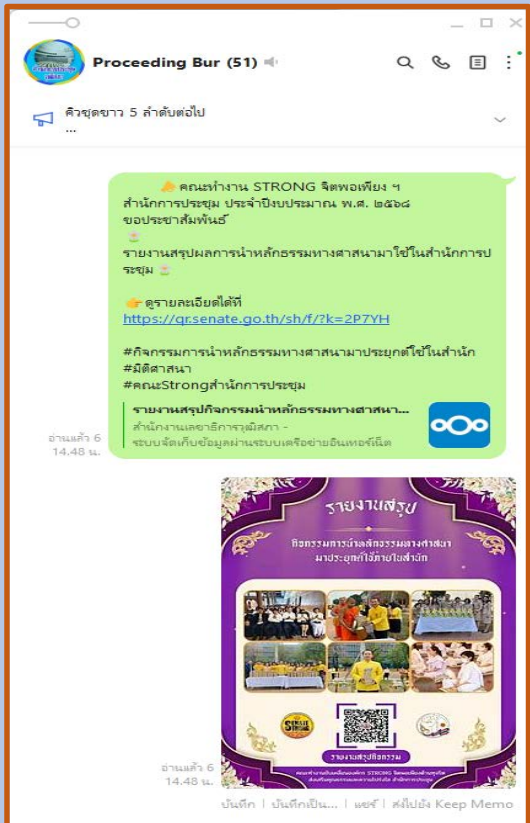 Proceeding Bur (51)
คิวชุดขาว 5 ลำดับต่อไป
...
คณะทำงาน STRONG จิตพอเพียง ฯ
สำนักการประชุม ประจำปีงบประมาณ พ.ศ. ๒๕๖๘
ขอประชาสัมพันธ์
รายงานสรุปผลการนำหลักธรรมทางศาสนามาใช้ในสำนักการป
ระชุม
ดูรายละเอียดได้ที่
https://qr.senate.go.th/sh/f/?k=2P7YH
#กิจกรรมการนำหลักธรรมทางศาสนามาประยุกต์ใช้ในสำนัก
#มิติศาสนา
#คณะStrongสำนักการประชุม
รายงานสรุปกิจกรรมนำหลักธรรมทางศาสนา...
สำนักงานเลขาธิการวุฒิสภา -
ระบบจัดเก็บข้อมูลผ่านระบบเครือข่ายอินเทอร์เน็ต
อ่านแล้ว 6
14.48 น.
รายงานสรุป
กิจกรรมการนำหลักธรรมทางศาสนา
มาประยุกต์ใช้ภายในสำนัก
รายงานสรุปกิจกรรม
อ่านแล้ว 6
14.48 น.
บันทึก | บันทึกเป็น... | แชร์ | ส่งไปยัง Keep Memo